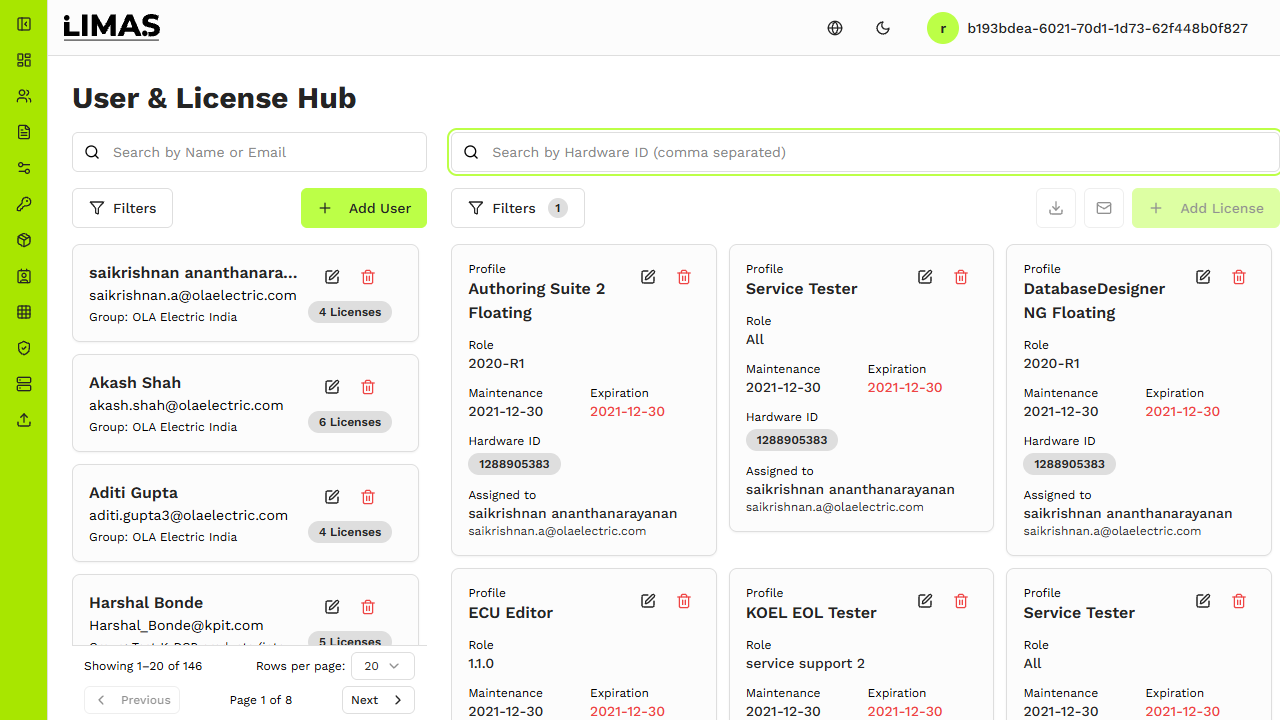 LIMAS
r b193bdea-6021-70d1-1d73-62f448b0f827
User & License Hub
Search by Name or Email
Filters
Add User
saikrishnan ananthanara...
saikrishnan.a@olaelectric.com
Group: OLA Electric India
4 Licenses
Akash Shah
akash.shah@olaelectric.com
Group: OLA Electric India
6 Licenses
Aditi Gupta
aditi.gupta3@olaelectric.com
Group: OLA Electric India
4 Licenses
Harshal Bonde
Harshal_Bonde@kpit.com
5 Licenses
Showing 1–20 of 146
Rows per page: 20
Previous
Page 1 of 8
Next
Search by Hardware ID (comma separated)
Filters 1
Add License
Profile
Authoring Suite 2
Floating
Role
2020-R1
Maintenance Expiration
2021-12-30 2021-12-30
Hardware ID
1288905383
Assigned to
saikrishnan ananthanarayanan
saikrishnan.a@olaelectric.com
Profile
Service Tester
Role
All
Maintenance Expiration
2021-12-30 2021-12-30
Hardware ID
1288905383
Assigned to
saikrishnan ananthanarayanan
saikrishnan.a@olaelectric.com
Profile
DatabaseDesigner
NG Floating
Role
2020-R1
Maintenance Expiration
2021-12-30 2021-12-30
Hardware ID
1288905383
Assigned to
saikrishnan ananthanarayanan
saikrishnan.a@olaelectric.com
Profile
ECU Editor
Role
1.1.0
Maintenance Expiration
2021-12-30 2021-12-30
Profile
KOEL EOL Tester
Role
service support 2
Maintenance Expiration
2021-12-30 2021-12-30
Profile
Service Tester
Role
All
Maintenance Expiration
2021-12-30 2021-12-30